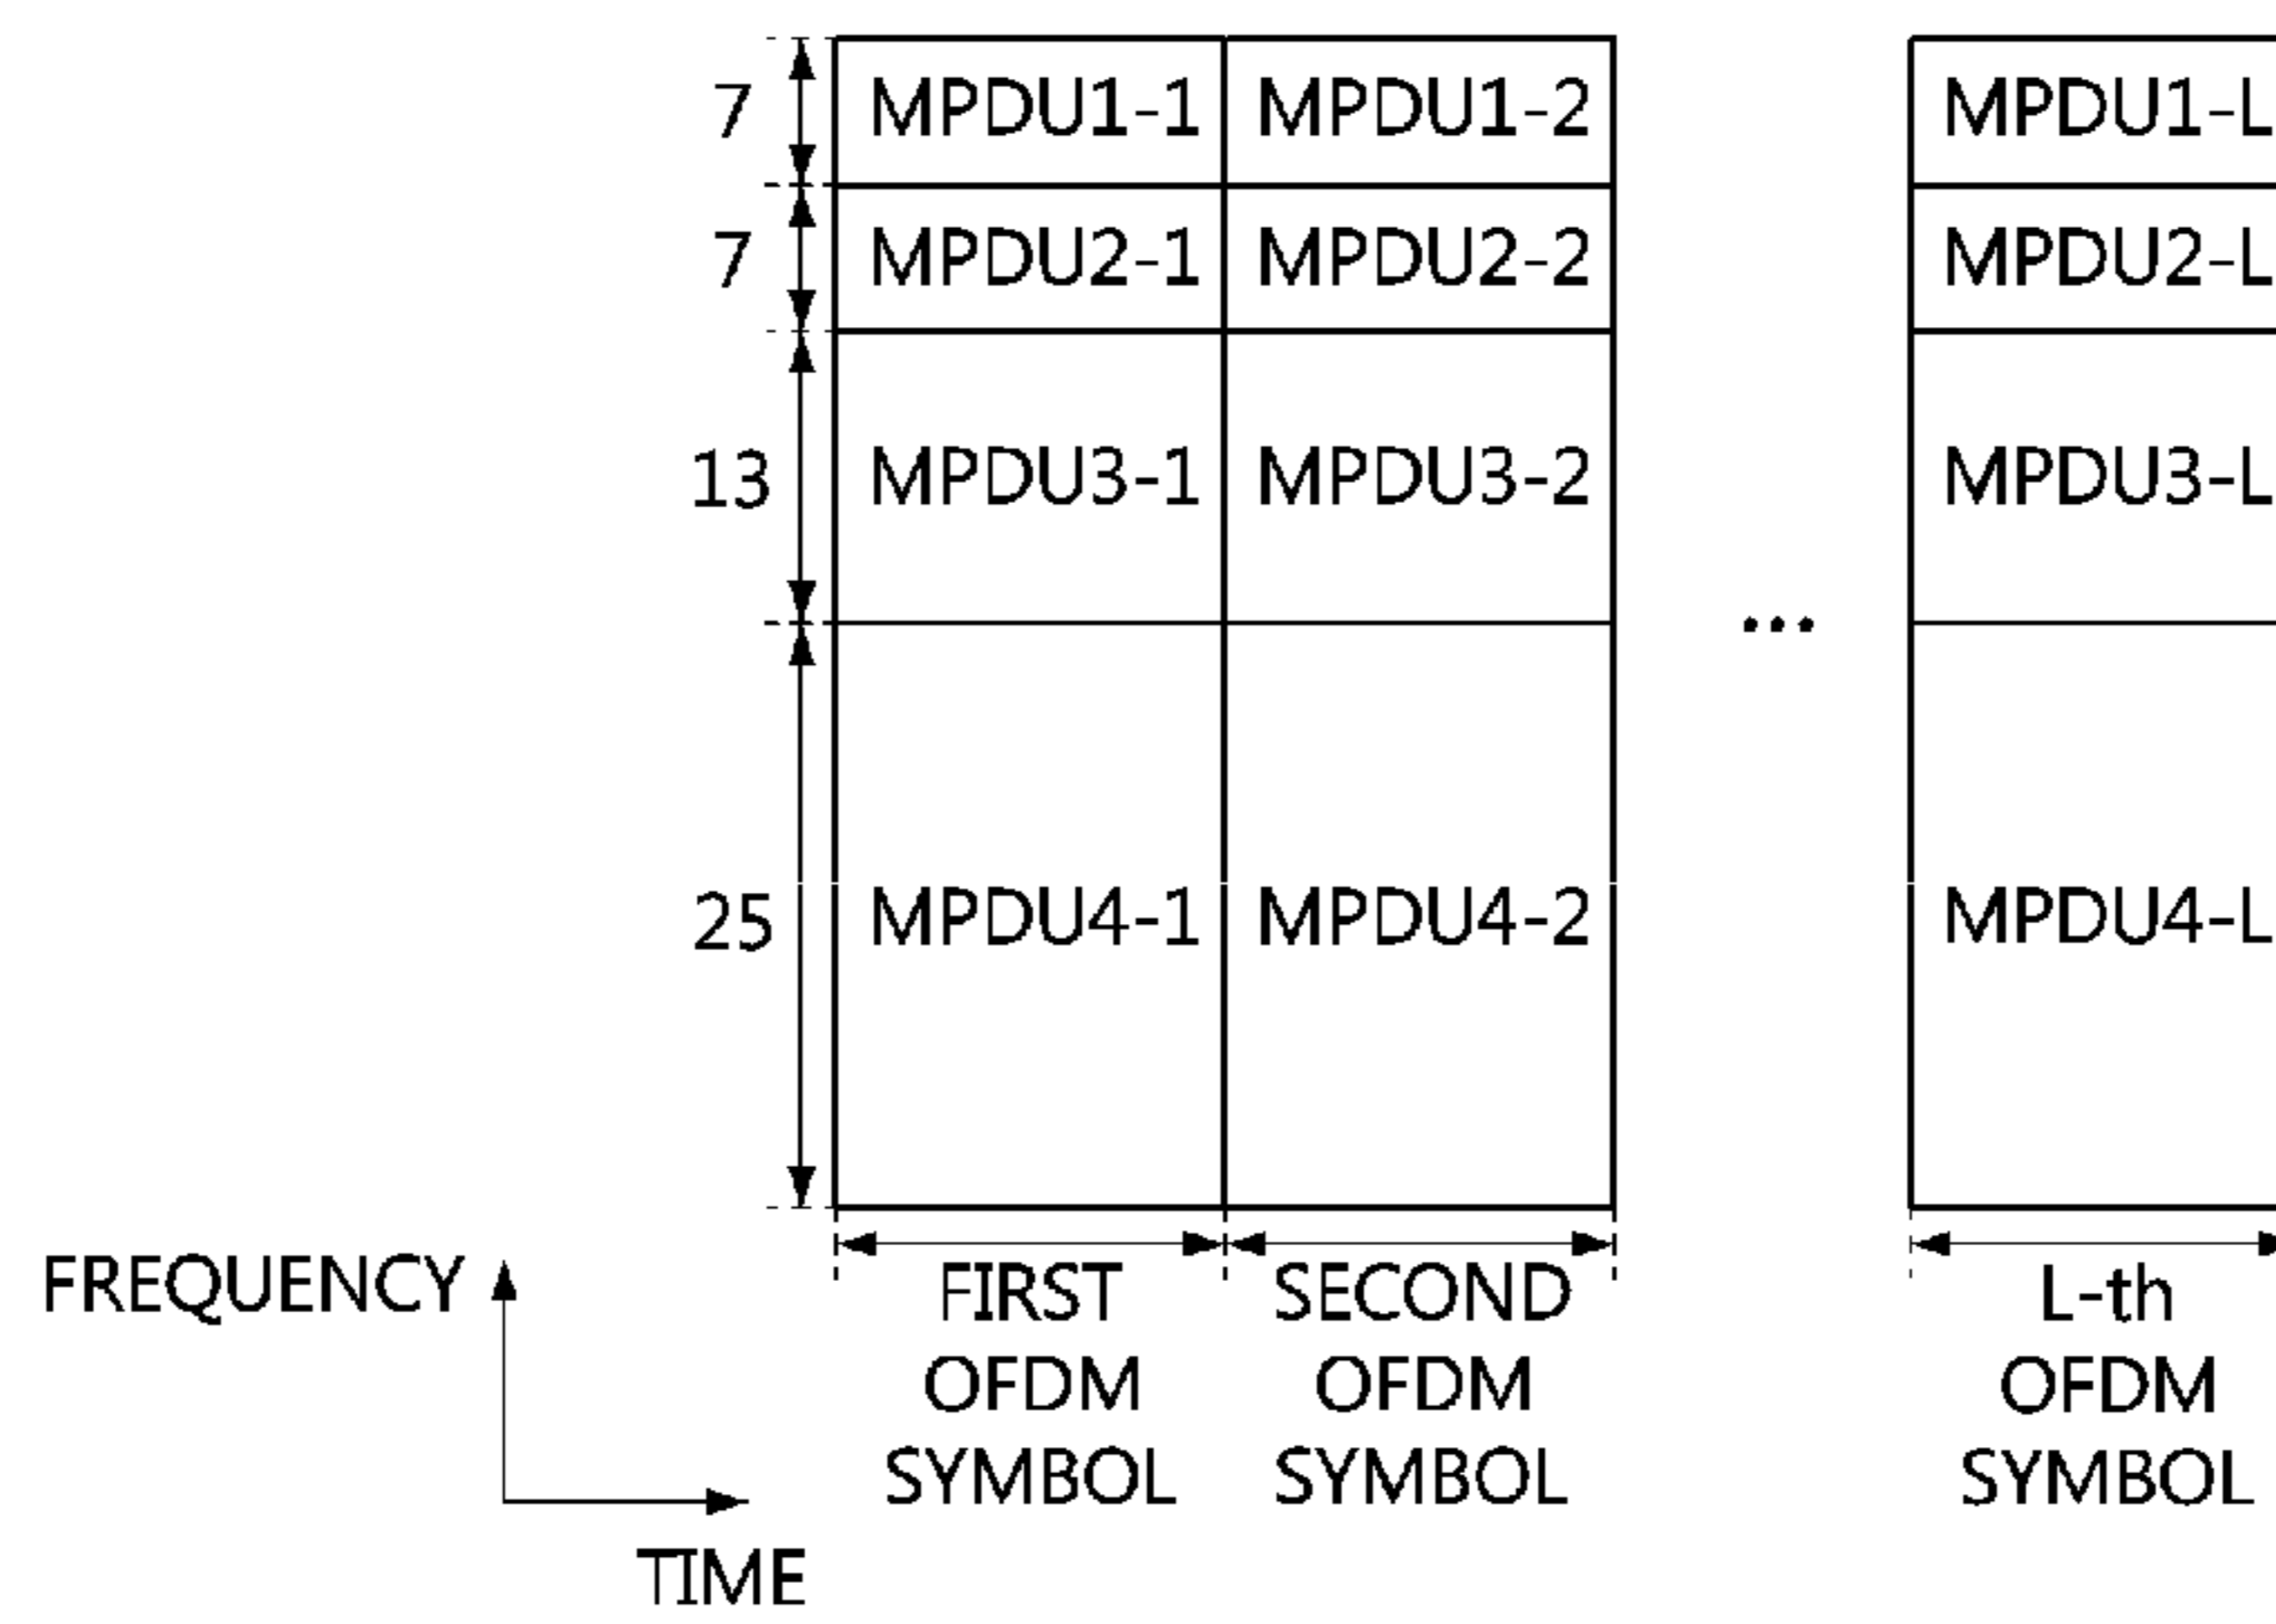 7 MPDU1-1 MPDU1-2 MPDU1-L
7 MPDU2-1 MPDU2-2 MPDU2-L
13 MPDU3-1 MPDU3-2 MPDU3-L
...
25 MPDU4-1 MPDU4-2 MPDU4-L
FREQUENCY
TIME
FIRST
OFDM
SYMBOL
SECOND
OFDM
SYMBOL
L-th
OFDM
SYMBOL